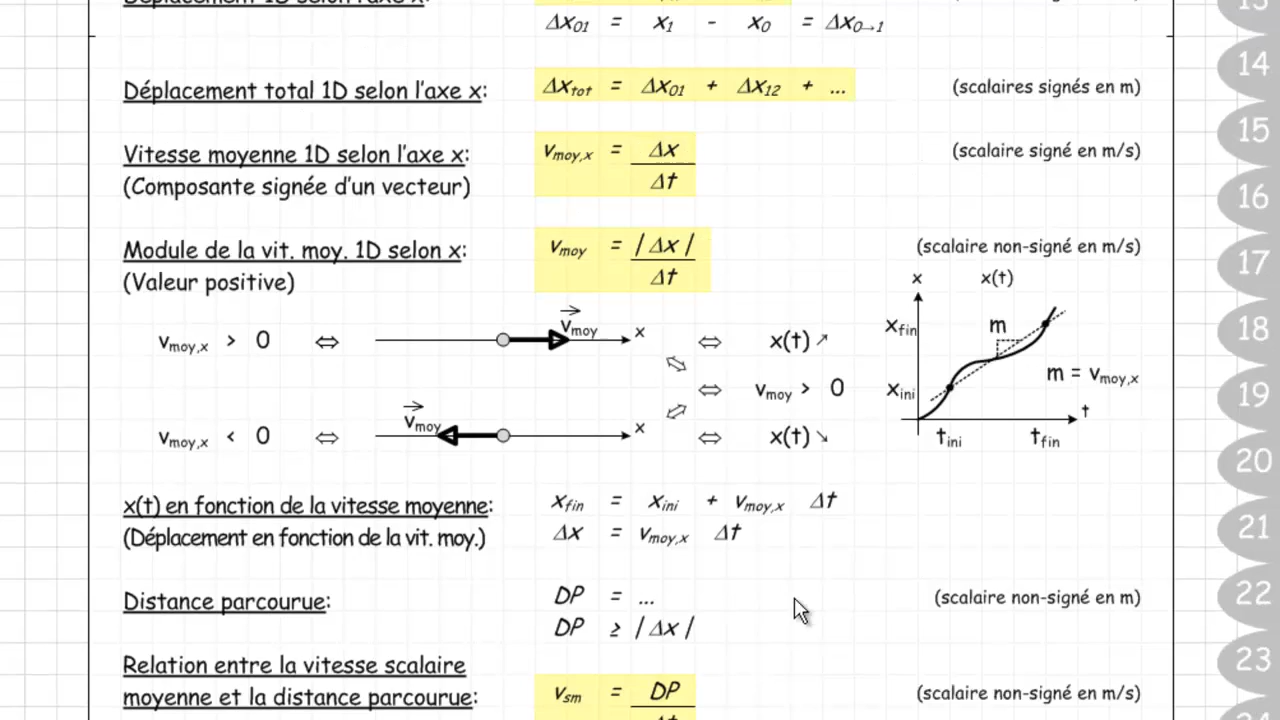 Déplacement 1D selon l'axe x:
Δx01 = x1 - x0 = Δx0→1
13
14
Déplacement total 1D selon l'axe x: Δxtot = Δx01 + Δx12 + ... (scalaires signés en m)
15
Vitesse moyenne 1D selon l'axe x: vmoy,x = Δx / Δt (scalaire signé en m/s)
(Composante signée d'un vecteur)
16
Module de la vit. moy. 1D selon x: vmoy = |Δx| / Δt (scalaire non-signé en m/s)
(Valeur positive)
17
x x(t)
18
vmoy,x > 0 ⇔ vmoy x ⇔ x(t) ↗
xfin m
⇔ vmoy > 0
m = vmoy,x
xini
19
vmoy,x < 0 ⇔ vmoy x ⇔ x(t) ↘
t
tini tfin
20
x(t) en fonction de la vitesse moyenne: xfin = xini + vmoy,x Δt
(Déplacement en fonction de la vit. moy.) Δx = vmoy,x Δt
21
Distance parcourue: DP = ... (scalaire non-signé en m)
DP ≥ |Δx|
22
Relation entre la vitesse scalaire
23
moyenne et la distance parcourue: vsm = DP / Δt (scalaire non-signé en m/s)